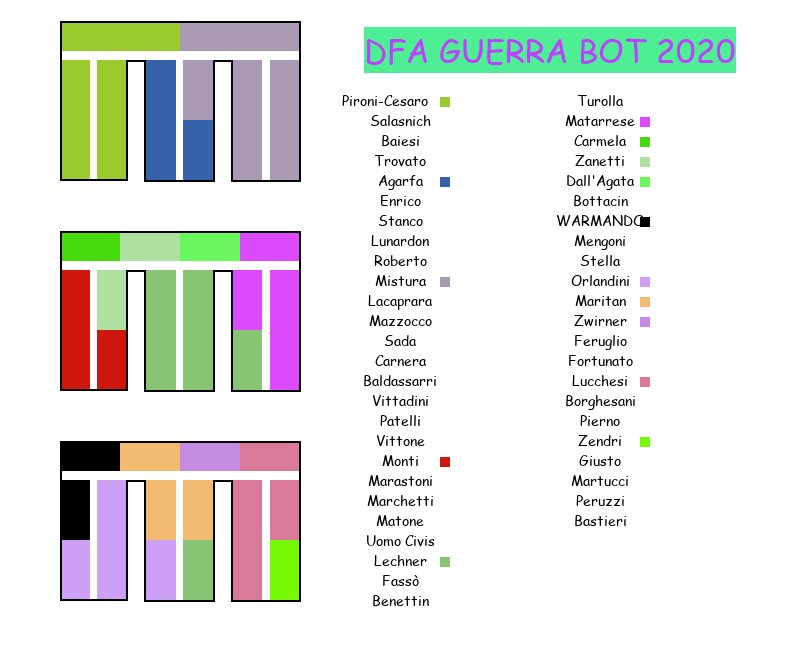 DFA GUERRA BOT 2020
Pironi-Cesaro
Salasnich
Baiesi
Trovato
Agarfa
Enrico
Stanco
Lunardon
Roberto
Mistura
Lacaprara
Mazzocco
Sada
Carnera
Baldassarri
Vittadini
Patelli
Vittone
Monti
Marastoni
Marchetti
Matone
Uomo Civis
Lechner
Fassò
Benettin
Turolla
Matarrese
Carmela
Zanetti
Dall'Agata
Bottacin
WARMANDO
Mengoni
Stella
Orlandini
Maritan
Zwirner
Feruglio
Fortunato
Lucchesi
Borghesani
Pierno
Zendri
Giusto
Martucci
Peruzzi
Bastieri